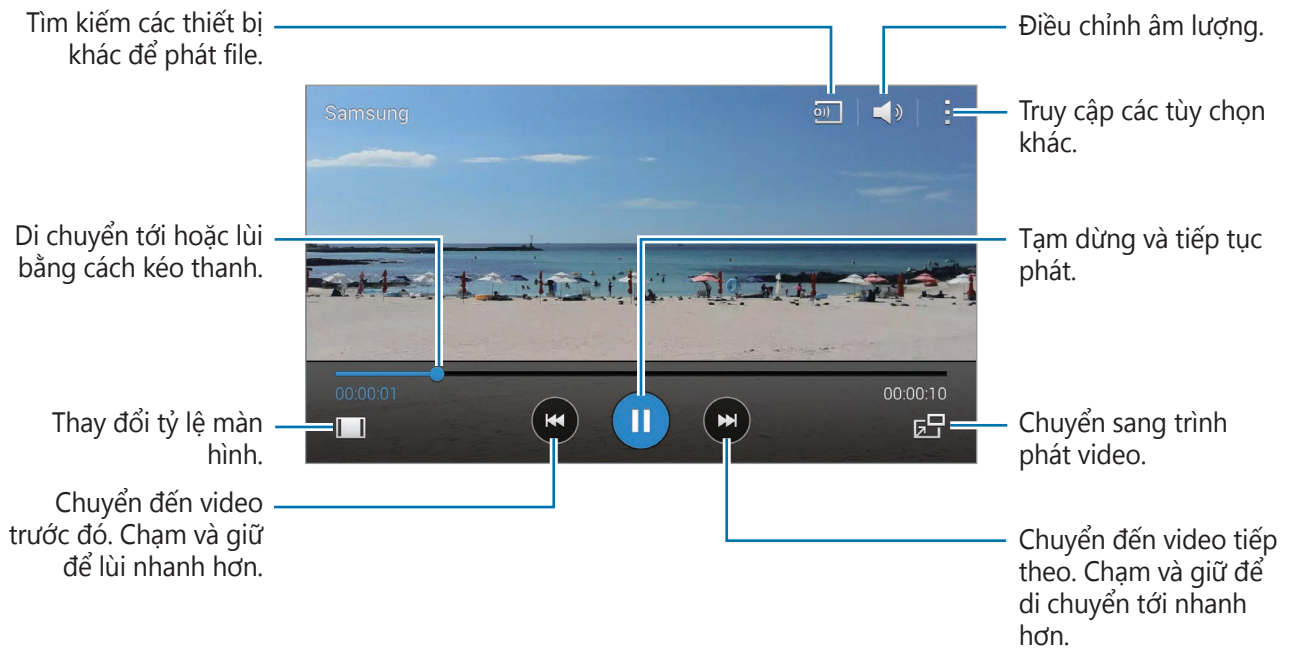 Tìm kiếm các thiết bị
khác để phát file.
Điều chỉnh âm lượng.
Samsung
Truy cập các tùy chọn
khác.
Di chuyển tới hoặc lùi
bằng cách kéo thanh.
Tạm dừng và tiếp tục
phát.
00:00:01
00:00:10
Thay đổi tỷ lệ màn
hình.
Chuyển sang trình
phát video.
Chuyển đến video
trước đó. Chạm và giữ
để lùi nhanh hơn.
Chuyển đến video tiếp
theo. Chạm và giữ để
di chuyển tới nhanh
hơn.